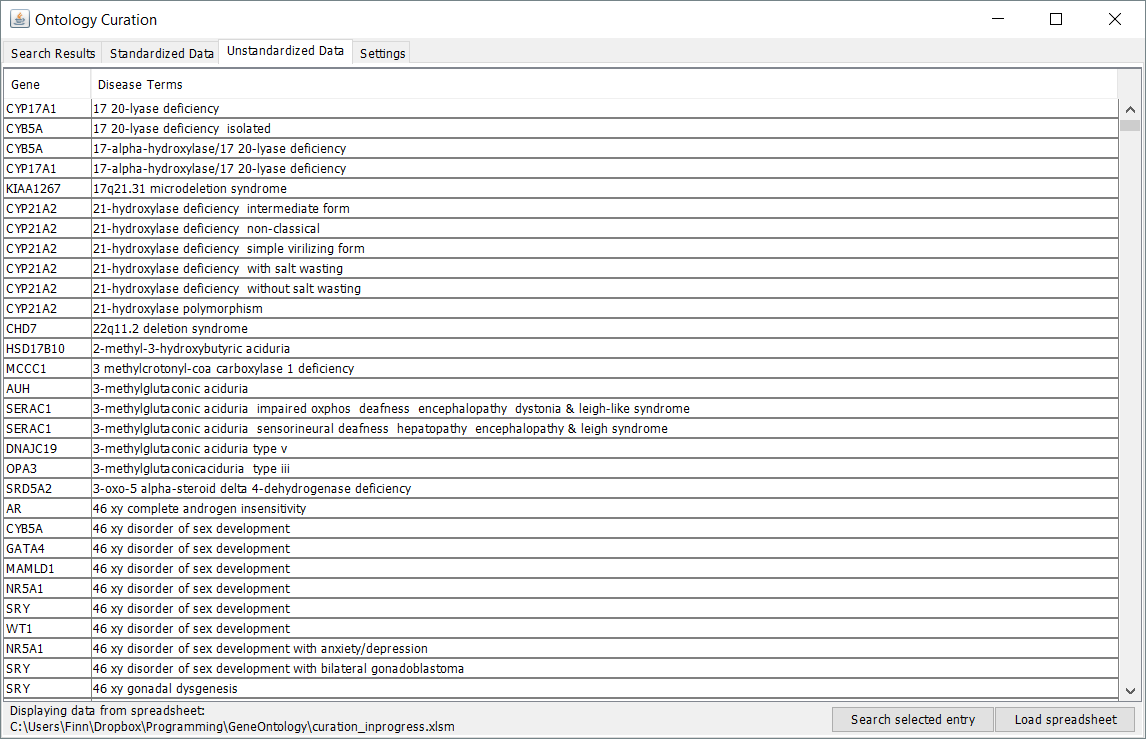 Ontology Curation
Search Results Standardized Data Unstandardized Data Settings
Gene Disease Terms
CYP17A1 17 20-lyase deficiency
CYB5A 17 20-lyase deficiency  isolated
CYB5A 17-alpha-hydroxylase/17 20-lyase deficiency
CYP17A1 17-alpha-hydroxylase/17 20-lyase deficiency
KIAA1267 17q21.31 microdeletion syndrome
CYP21A2 21-hydroxylase deficiency  intermediate form
CYP21A2 21-hydroxylase deficiency  non-classical
CYP21A2 21-hydroxylase deficiency  simple virilizing form
CYP21A2 21-hydroxylase deficiency  with salt wasting
CYP21A2 21-hydroxylase deficiency  without salt wasting
CYP21A2 21-hydroxylase polymorphism
CHD7 22q11.2 deletion syndrome
HSD17B10 2-methyl-3-hydroxybutyric aciduria
MCCC1 3 methylcrotonyl-coa carboxylase 1 deficiency
AUH 3-methylglutaconic aciduria
SERAC1 3-methylglutaconic aciduria  impaired oxphos  deafness  encephalopathy  dystonia & leigh-like syndrome
SERAC1 3-methylglutaconic aciduria  sensorineural deafness  hepatopathy  encephalopathy & leigh syndrome
DNAJC19 3-methylglutaconic aciduria type v
OPA3 3-methylglutaconicaciduria  type iii
SRD5A2 3-oxo-5 alpha-steroid delta 4-dehydrogenase deficiency
AR 46 xy complete androgen insensitivity
CYB5A 46 xy disorder of sex development
GATA4 46 xy disorder of sex development
MAMLD1 46 xy disorder of sex development
NR5A1 46 xy disorder of sex development
SRY 46 xy disorder of sex development
WT1 46 xy disorder of sex development
NR5A1 46 xy disorder of sex development with anxiety/depression
SRY 46 xy disorder of sex development with bilateral gonadoblastoma
SRY 46 xy gonadal dysgenesis
Displaying data from spreadsheet:
C:\Users\Finn\Dropbox\Programming\GeneOntology\curation_inprogress.xlsm
Search selected entry Load spreadsheet